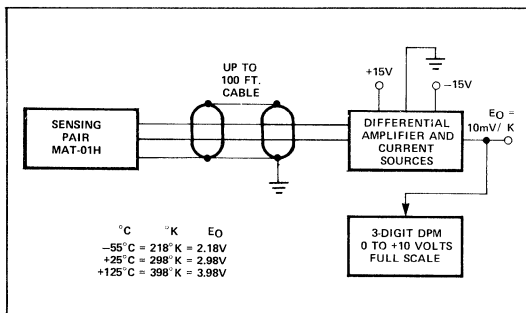 UP TO
100 FT.
CABLE
+15V
−15V
SENSING
PAIR
MAT-01H
DIFFERENTIAL
AMPLIFIER AND
CURRENT
SOURCES
EO =
10mV/ K
3-DIGIT DPM
0 TO +10 VOLTS
FULL SCALE
°C °K EO
−55°C = 218°K = 2.18V
+25°C = 298°K = 2.98V
+125°C = 398°K = 3.98V